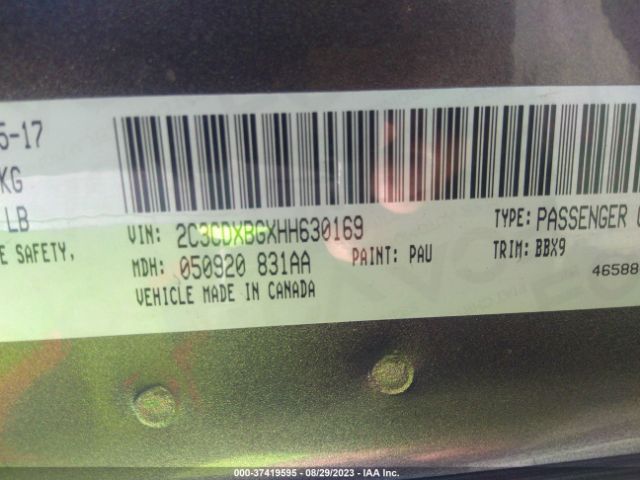 5-17
KG
LB
E SAFETY,
VIN: 2C3CDXBGXHH630169
TYPE: PASSENGER
MDH: 050920 831AA
PAINT: PAU
TRIM: BBX9
VEHICLE MADE IN CANADA
46588
000-37419595 - 08/29/2023 - IAA Inc.